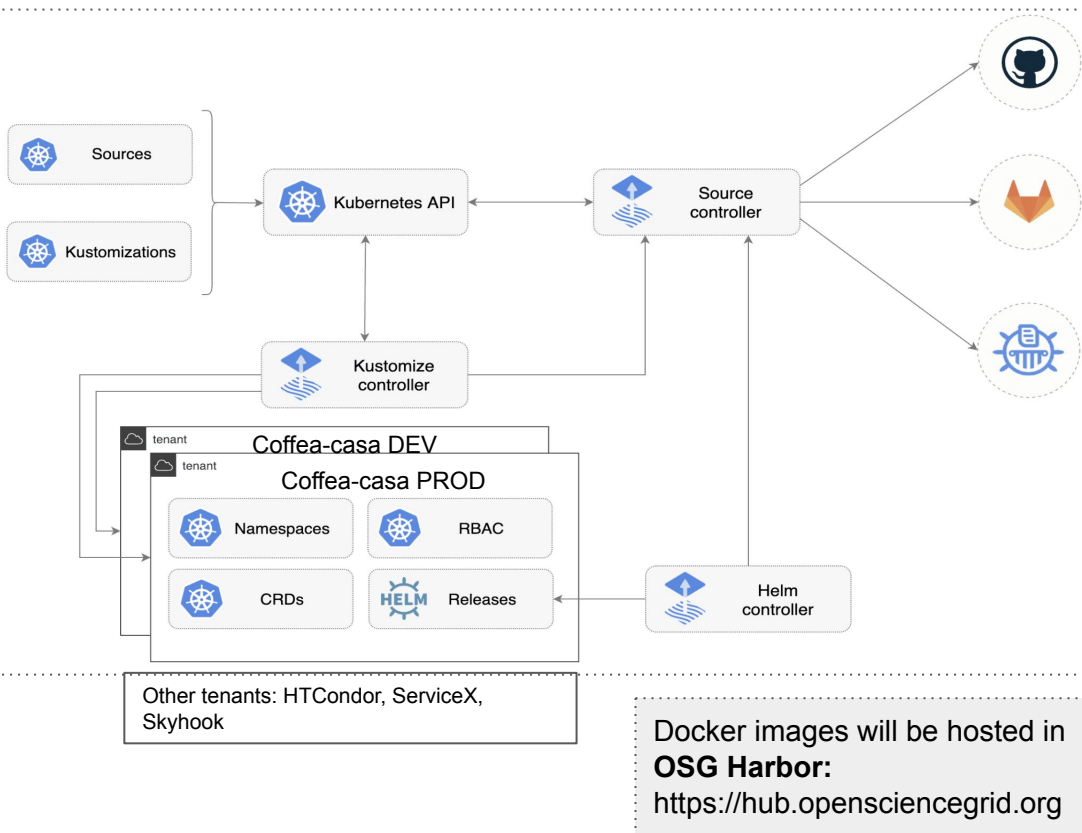 Sources
Kustomizations
Kubernetes API
Source
controller
Kustomize
controller
tenant
Coffea-casa DEV
tenant
Coffea-casa PROD
Namespaces
RBAC
CRDs
HELM
Releases
Helm
controller
Other tenants: HTCondor, ServiceX,
Skyhook
Docker images will be hosted in
OSG Harbor:
https://hub.opensciencegrid.org